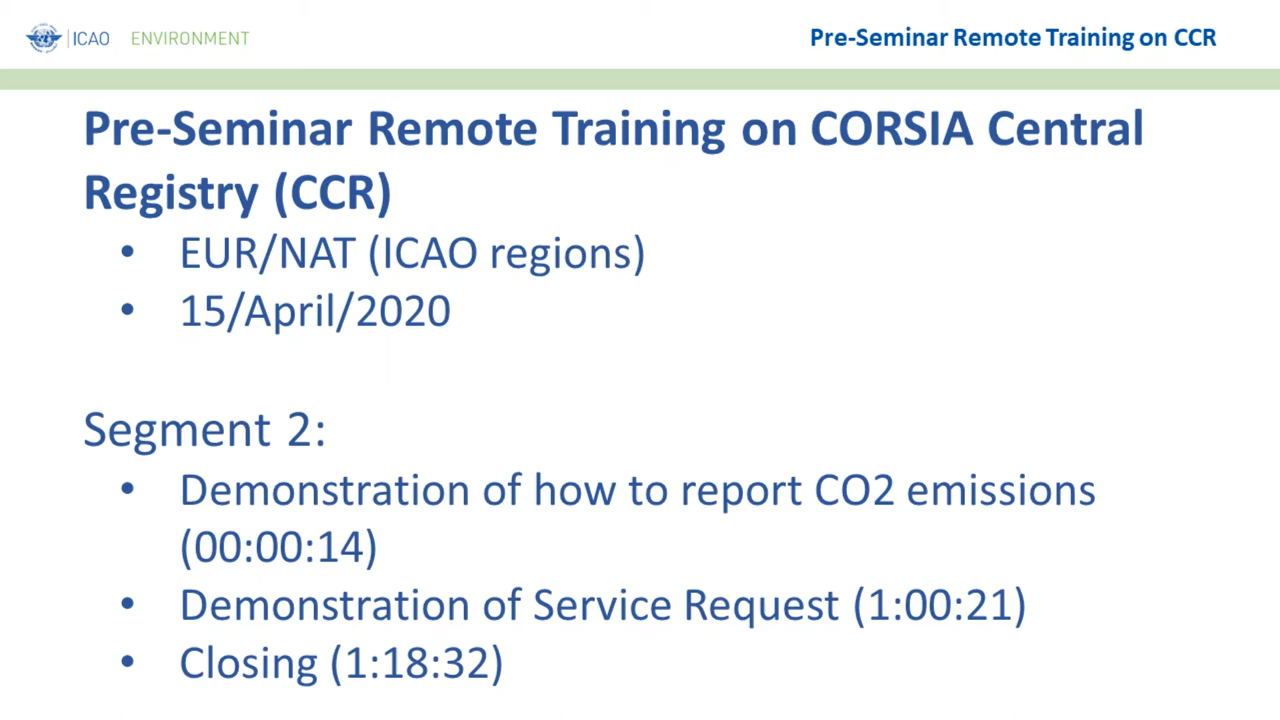 ICAO ENVIRONMENT
Pre-Seminar Remote Training on CCR
Pre-Seminar Remote Training on CORSIA Central
Registry (CCR)
• EUR/NAT (ICAO regions)
• 15/April/2020
Segment 2:
• Demonstration of how to report CO2 emissions
(00:00:14)
• Demonstration of Service Request (1:00:21)
• Closing (1:18:32)